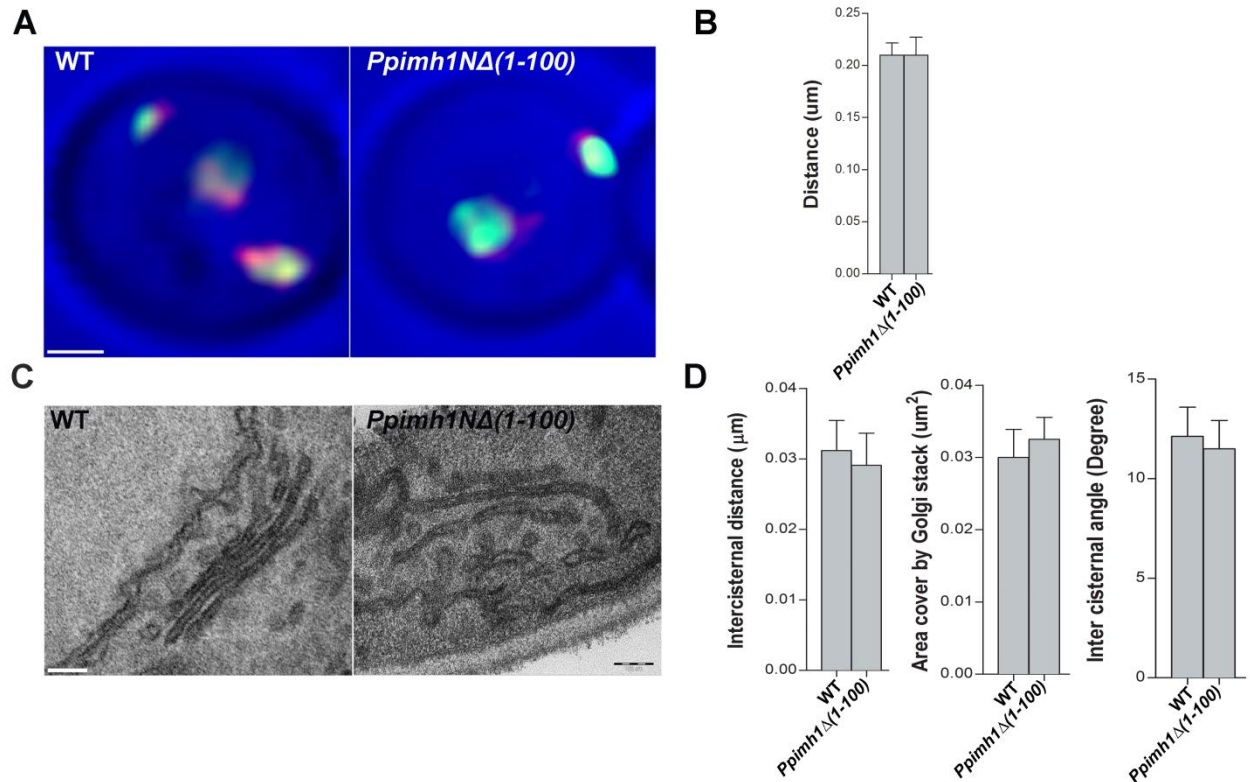 A
WT
Ppimh1NΔ(1-100)
B
Distance (um)
0.25
0.20
0.15
0.10
0.05
0.00
WT
Ppimh1Δ(1-100)
C
WT
Ppimh1NΔ(1-100)
D
Intercisternal distance (μm)
0.04
0.03
0.02
0.01
0.00
WT
Ppimh1Δ(1-100)
Area cover by Golgi stack (um²)
0.04
0.03
0.02
0.01
0.00
WT
Ppimh1Δ(1-100)
Inter cisternal angle (Degree)
15
10
5
0
WT
Ppimh1Δ(1-100)